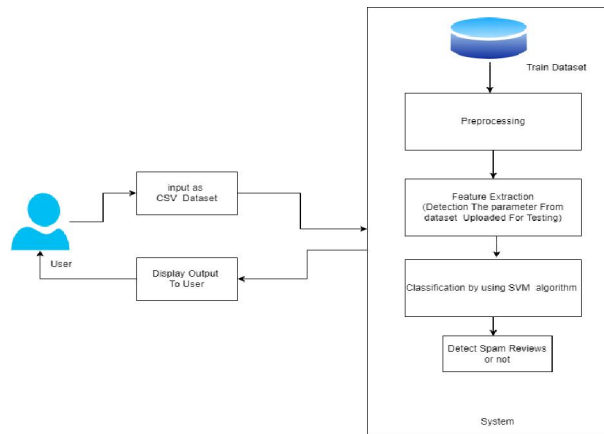 Train Dataset
Preprocessing
input as
CSV Dataset
Feature Extraction
(Detection The parameter From
dataset Uploaded For Testing)
User
Display Output
To User
Classification by using SVM algorithm
Detect Spam Reviews
or not
System